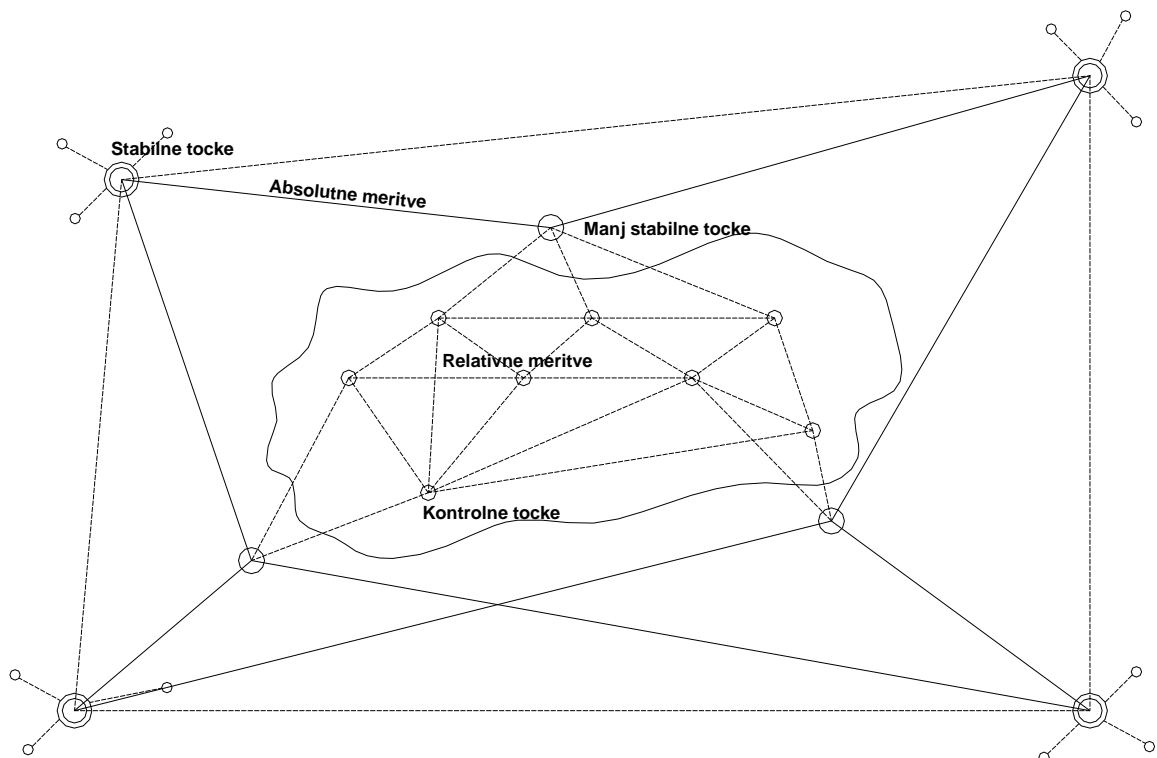 Stabilne tocke
Absolutne meritve
Manj stabilne tocke
Relativne meritve
Kontrolne tocke